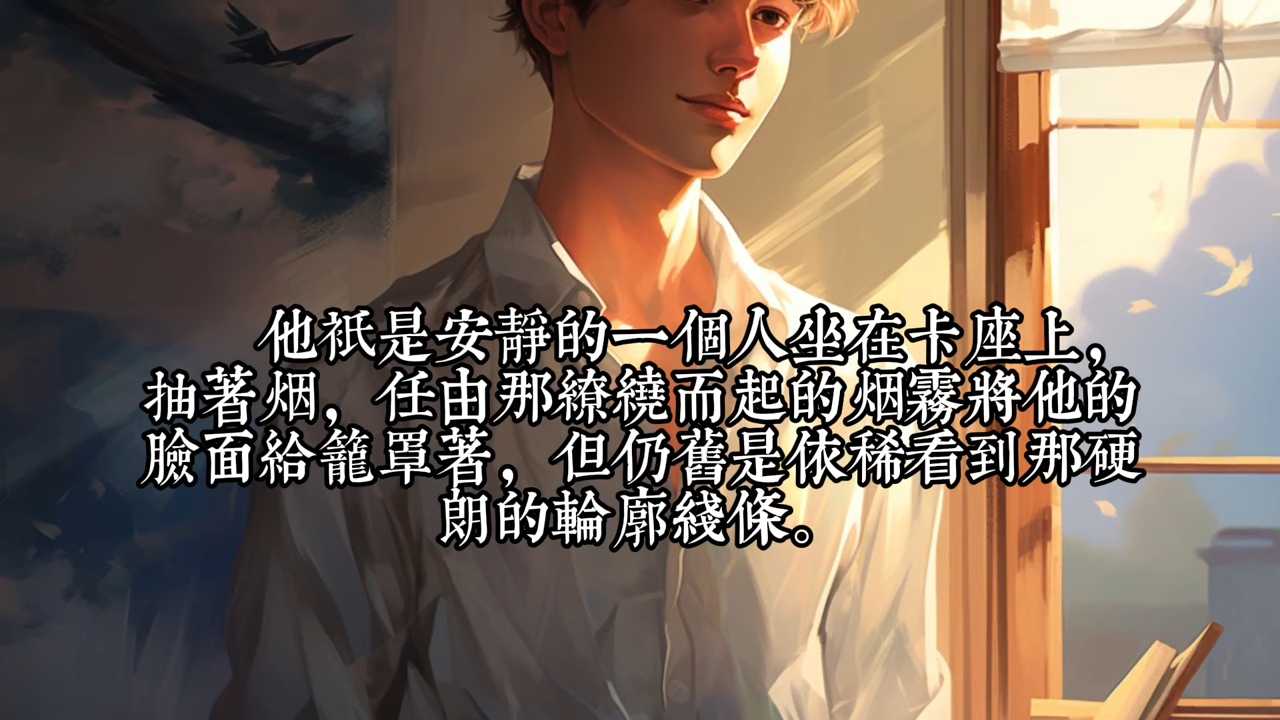 他祇是安靜的一個人坐在卡座上，
抽著烟，任由那繚繞而起的烟霧將他的
臉面給籠罩著，但仍舊是依稀看到那硬
朗的輪廓綫條。